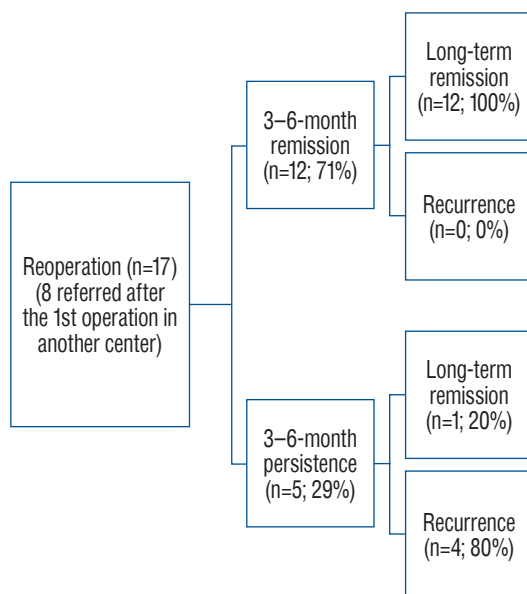 Reoperation (n=17)
(8 referred after
the 1st operation in
another center)
3–6-month
remission
(n=12; 71%)
Long-term
remission
(n=12; 100%)
Recurrence
(n=0; 0%)
3–6-month
persistence
(n=5; 29%)
Long-term
remission
(n=1; 20%)
Recurrence
(n=4; 80%)